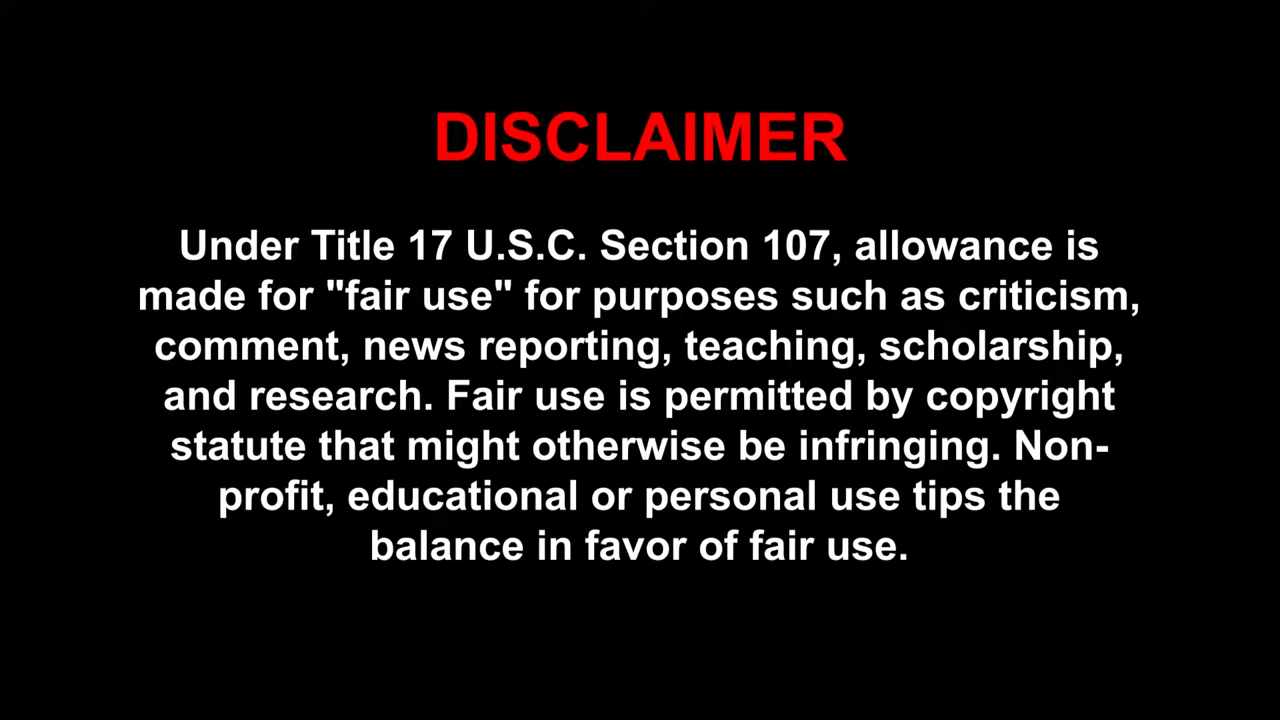 DISCLAIMER
Under Title 17 U.S.C. Section 107, allowance is
made for "fair use" for purposes such as criticism,
comment, news reporting, teaching, scholarship,
and research. Fair use is permitted by copyright
statute that might otherwise be infringing. Non-
profit, educational or personal use tips the
balance in favor of fair use.